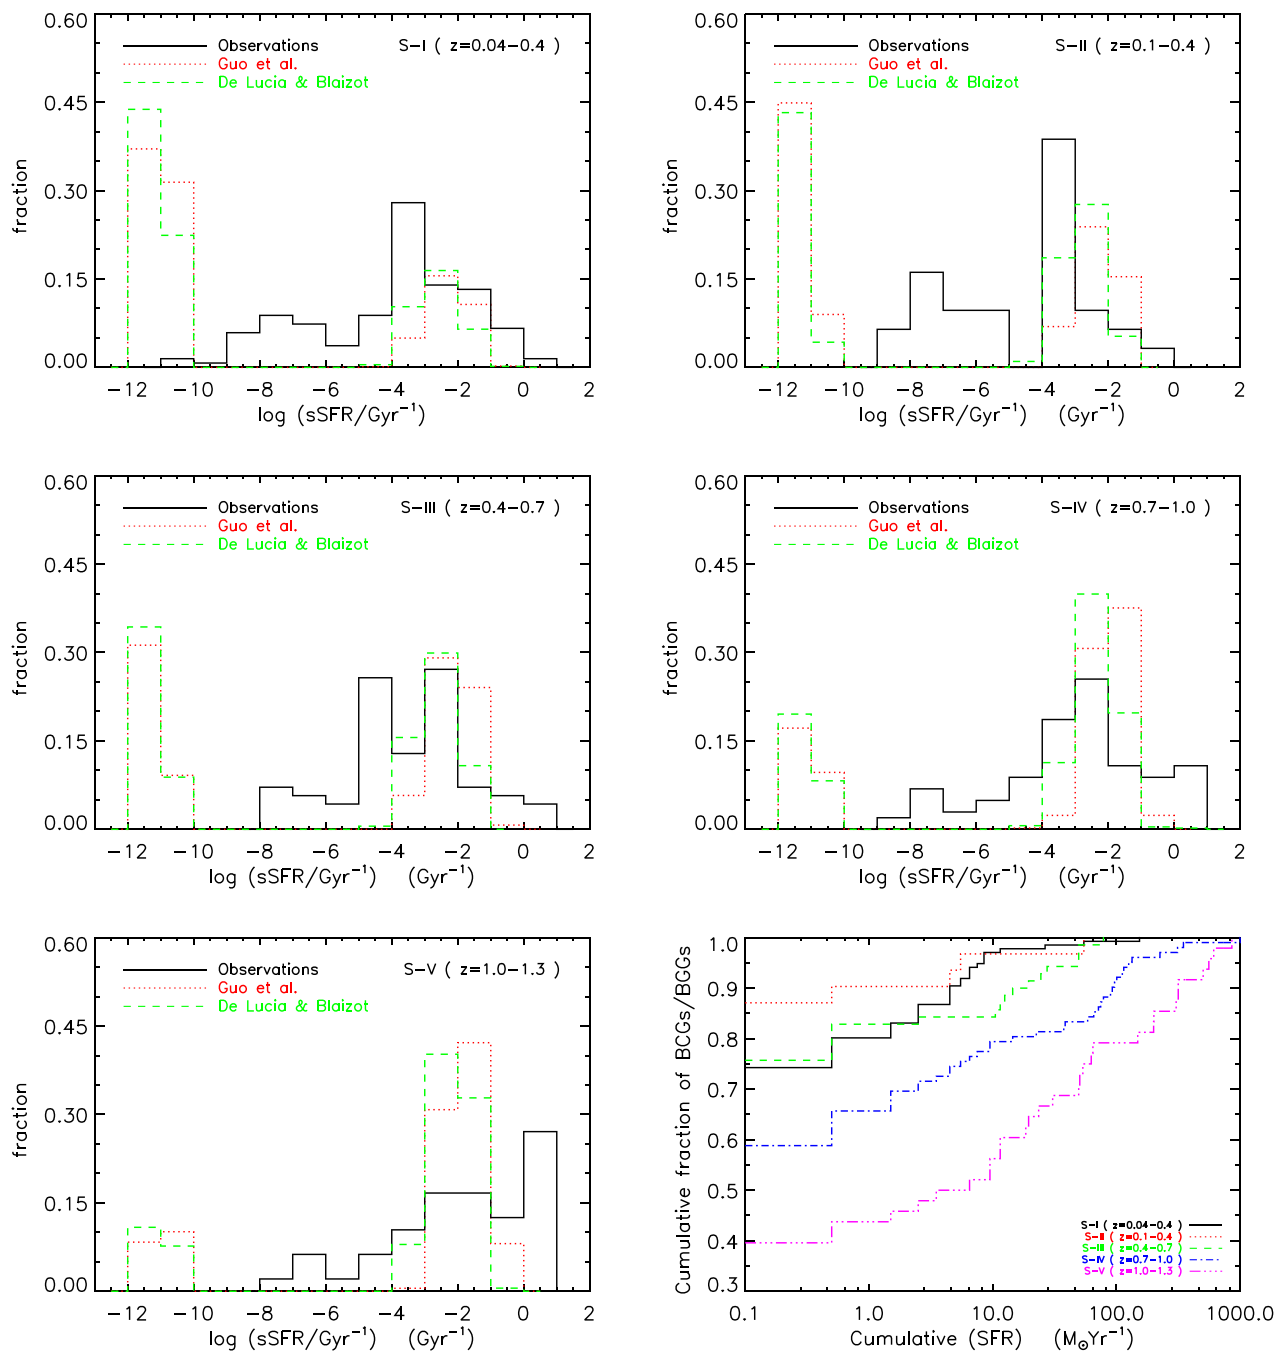 0.60
0.45
0.30
0.15
0.00
fraction
Observations
Guo et al.
De Lucia & Blaizot
S-I ( z=0.04-0.4 )
-12 -10 -8 -6 -4 -2 0 2
log (sSFR/Gyr⁻¹)
0.60
0.45
0.30
0.15
0.00
fraction
Observations
Guo et al.
De Lucia & Blaizot
S-II ( z=0.1-0.4 )
-12 -10 -8 -6 -4 -2 0 2
log (sSFR/Gyr⁻¹) (Gyr⁻¹)
0.60
0.45
0.30
0.15
0.00
fraction
Observations
Guo et al.
De Lucia & Blaizot
S-III ( z=0.4-0.7 )
-12 -10 -8 -6 -4 -2 0 2
log (sSFR/Gyr⁻¹) (Gyr⁻¹)
0.60
0.45
0.30
0.15
0.00
fraction
Observations
Guo et al.
De Lucia & Blaizot
S-IV ( z=0.7-1.0 )
-12 -10 -8 -6 -4 -2 0 2
log (sSFR/Gyr⁻¹) (Gyr⁻¹)
0.60
0.45
0.30
0.15
0.00
fraction
Observations
Guo et al.
De Lucia & Blaizot
S-V ( z=1.0-1.3 )
-12 -10 -8 -6 -4 -2 0 2
log (sSFR/Gyr⁻¹) (Gyr⁻¹)
1.0
0.9
0.8
0.7
0.6
0.5
0.4
0.3
Cumulative fraction of BCGs/BGGs
S-I ( z=0.04-0.4 )
S-II ( z=0.1-0.4 )
S-III ( z=0.4-0.7 )
S-IV ( z=0.7-1.0 )
S-V ( z=1.0-1.3 )
0.1 1.0 10.0 100.0 1000.0
Cumulative (SFR) (M☉Yr⁻¹)